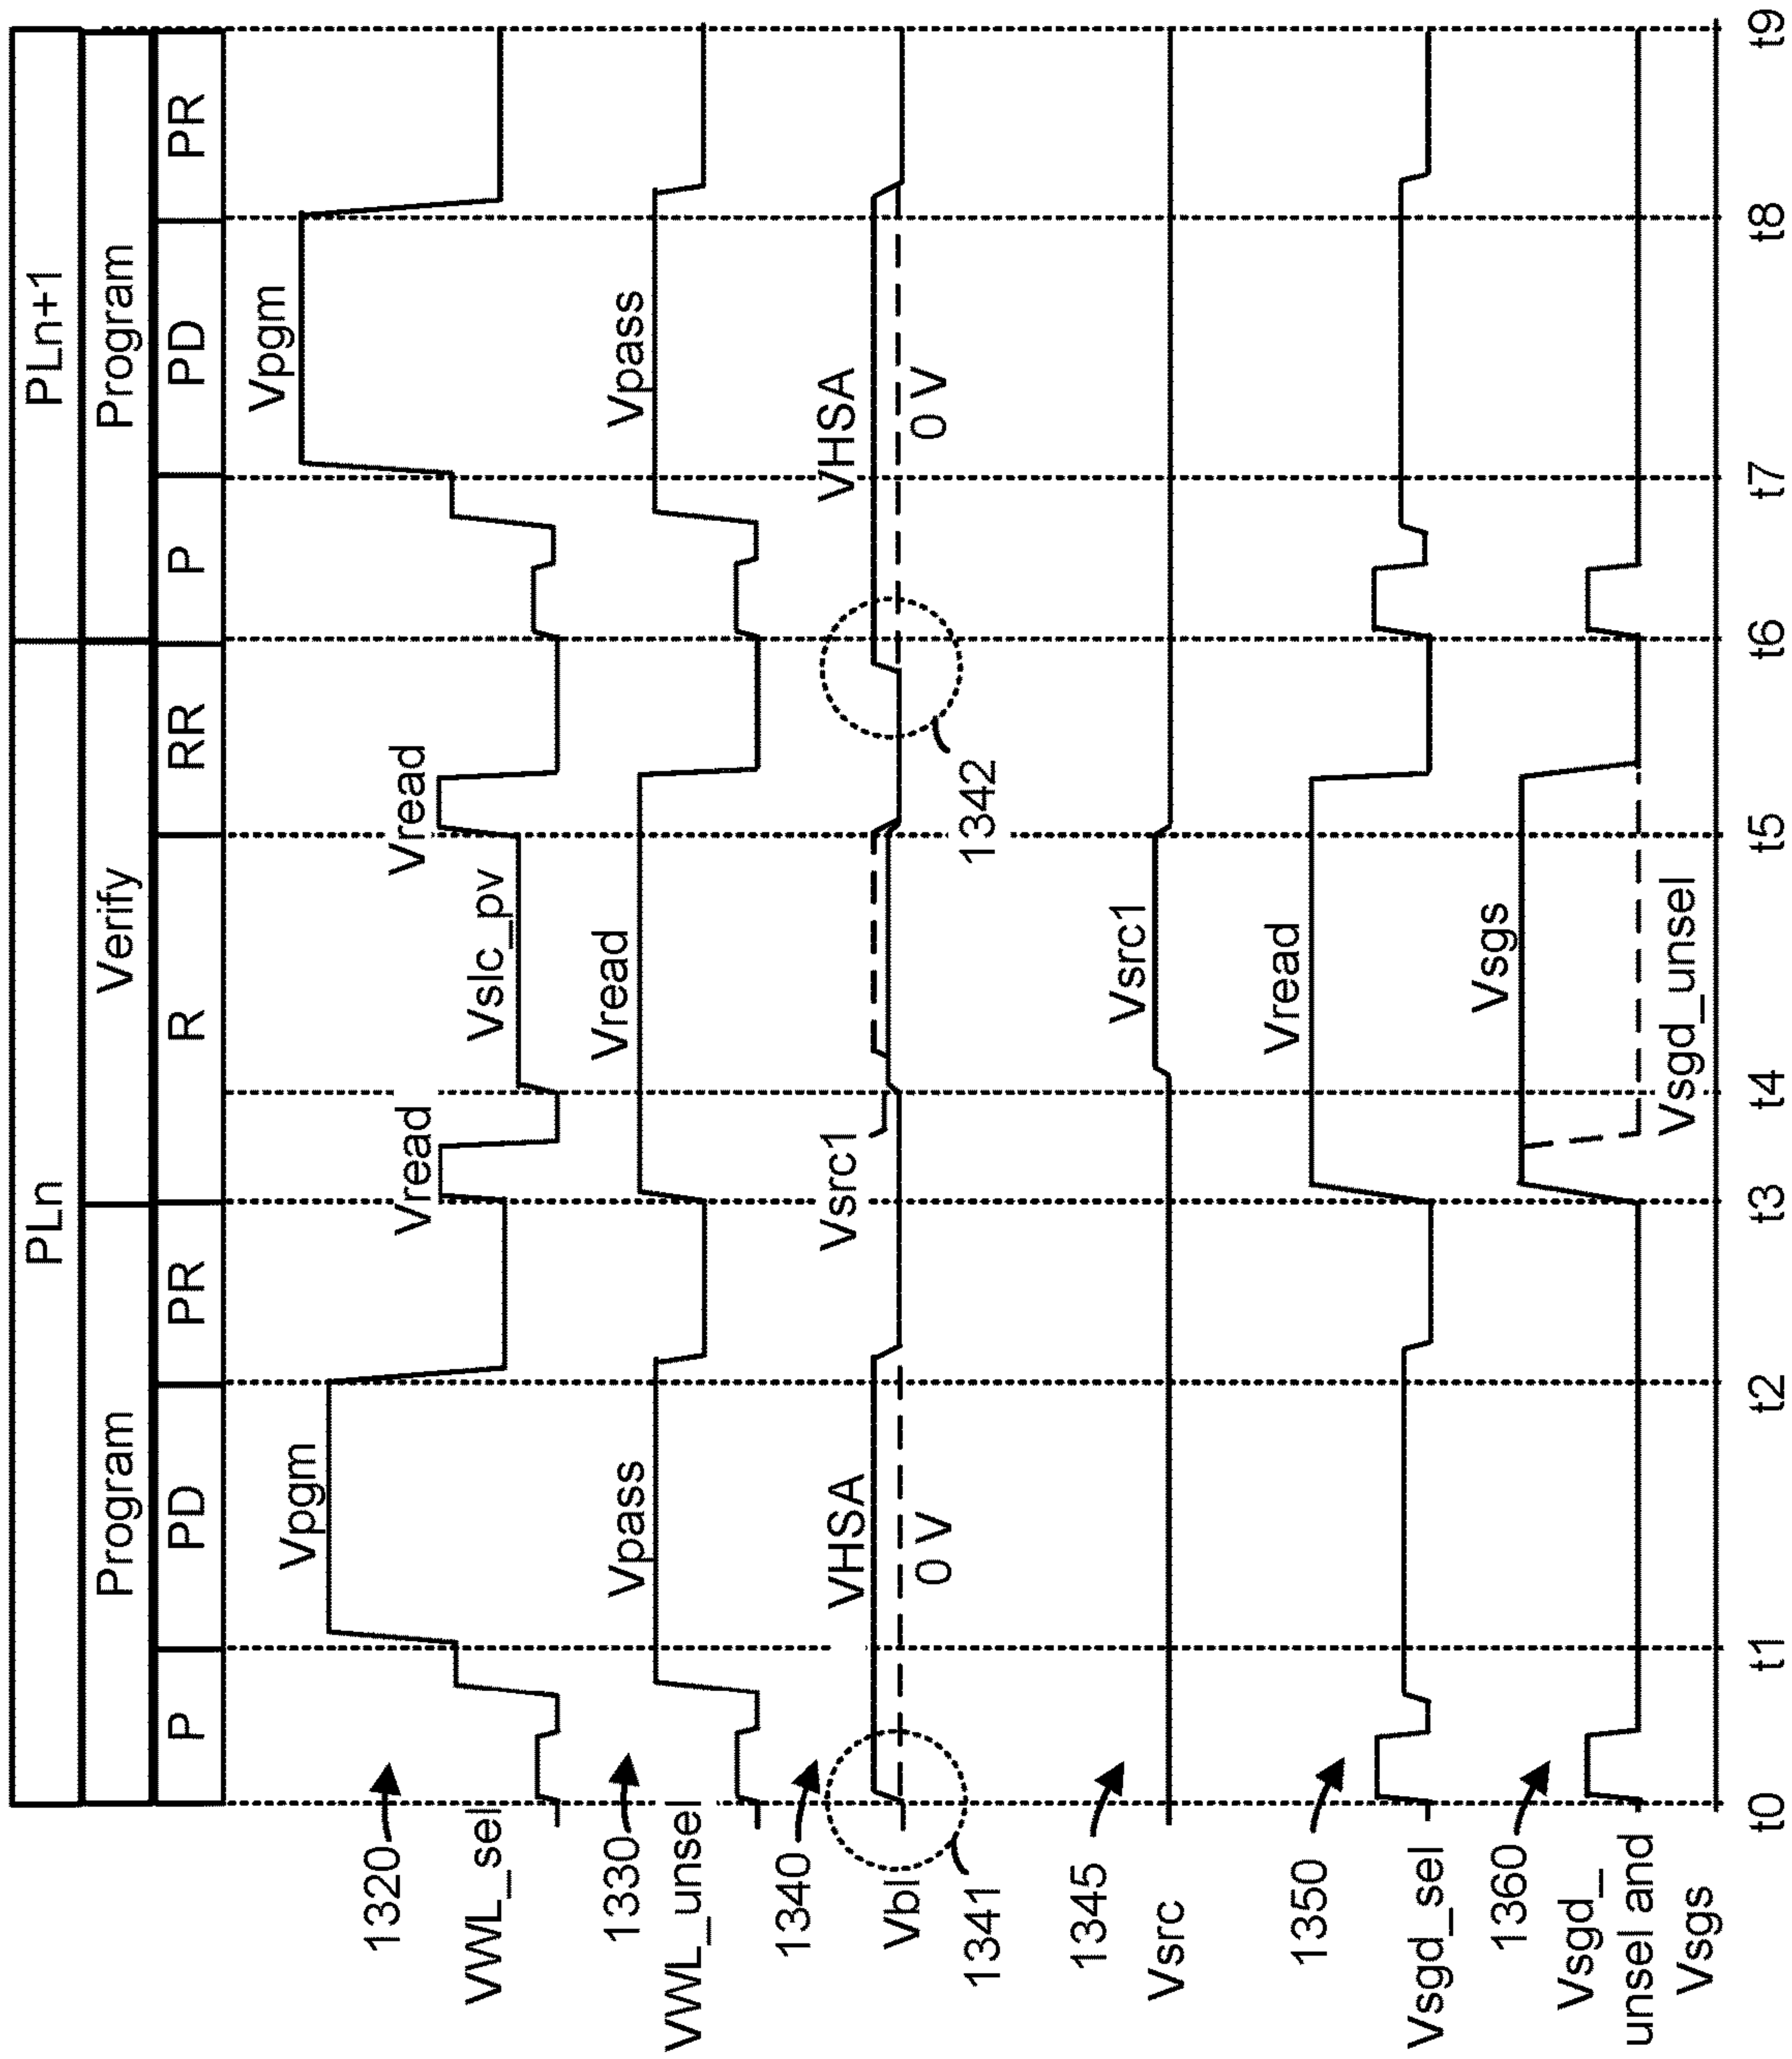 PLn PLn+1
Program Verify Program
P PD PR R RR P PD PR
1320
VWL_sel
Vpgm
Vread
Vslc_pv
Vread
Vpgm
1330
VWL_unsel
Vpass
Vread
Vpass
1340
Vbl
1341
VHSA
0 V
Vsrc1
1342
VHSA
0 V
1345
Vsrc
Vsrc1
1350
Vsgd_sel
Vread
1360
Vsgd_
unsel and
Vsgs
Vsgs
Vsgd_unsel
t0 t1 t2 t3 t4 t5 t6 t7 t8 t9